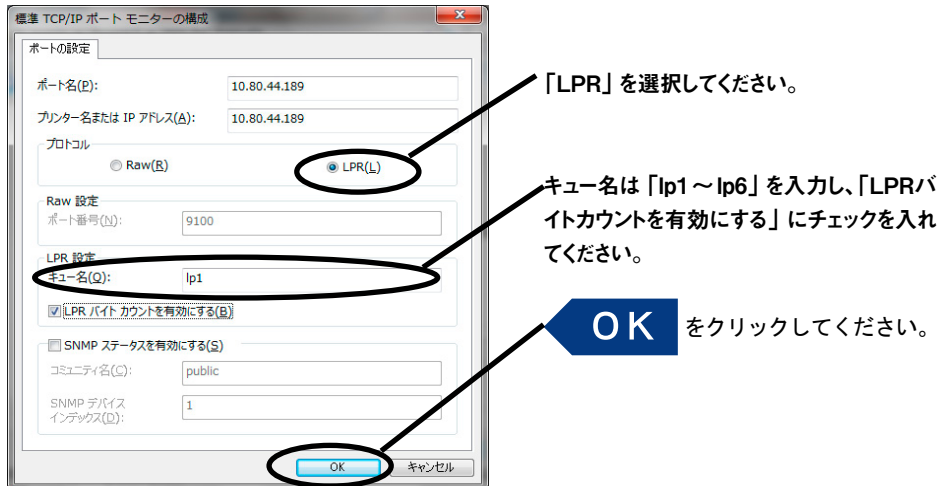 標準 TCP/IP ポート モニターの構成
ポートの設定
ポート名(P):
10.80.44.189
プリンター名または IP アドレス(A):
10.80.44.189
プロトコル
Raw(R)
LPR(L)
Raw 設定
ポート番号(N):
9100
LPR 設定
キュー名(Q):
lp1
LPR バイト カウントを有効にする(B)
SNMP ステータスを有効にする(S)
コミュニティ名(C):
public
SNMP デバイス
インデックス(D):
1
OK
キャンセル
「LPR」を選択してください。
キュー名は「lp1～lp6」を入力し、「LPRバ
イトカウントを有効にする」にチェックを入れ
てください。
OK をクリックしてください。